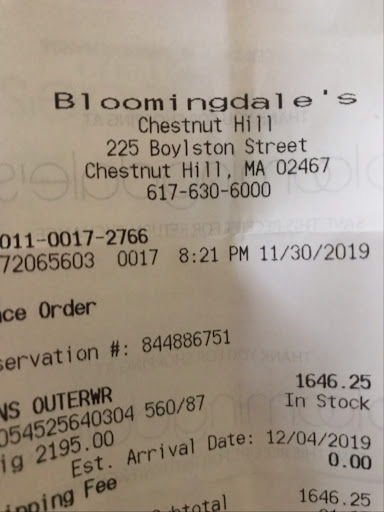 Bloomingdale's
Chestnut Hill
225 Boylston Street
Chestnut Hill, MA 02467
617-630-6000
011-0017-2766
72065603 0017 8:21 PM 11/30/2019
ce Order
servation #: 844886751
1646.25
NS OUTERWR In Stock
054525640304 560/87
ig 2195.00
Est. Arrival Date: 12/04/2019
0.00
ipping Fee
btotal 1646.25